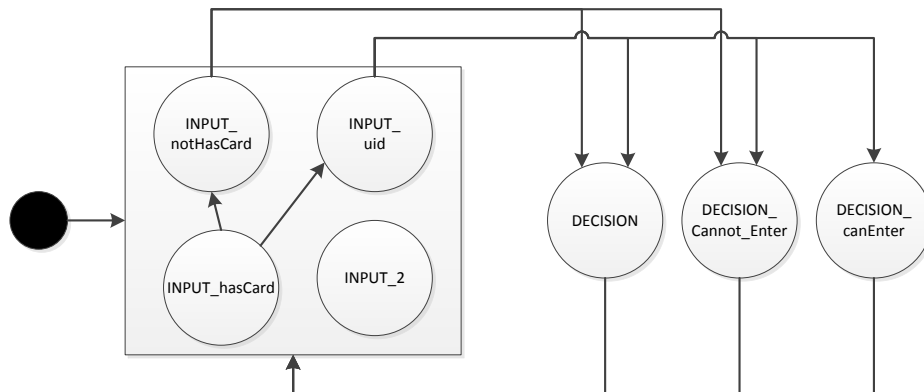 INPUT_
notHasCard
INPUT_
uid
INPUT_hasCard
INPUT_2
DECISION
DECISION_
Cannot_Enter
DECISION_
canEnter